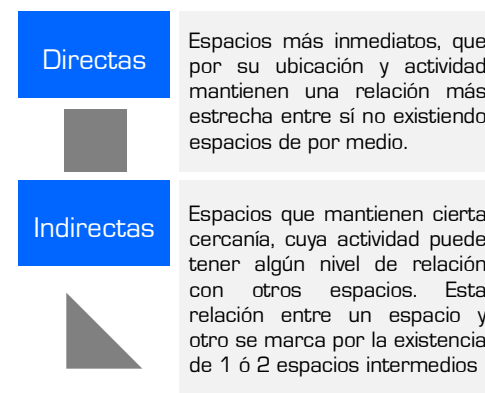 Directas
Espacios más inmediatos, que
por su ubicación y actividad
mantienen una relación más
estrecha entre sí no existiendo
espacios de por medio.
Indirectas
Espacios que mantienen cierta
cercanía, cuya actividad puede
tener algún nivel de relación
con otros espacios. Esta
relación entre un espacio y
otro se marca por la existencia
de 1 ó 2 espacios intermedios